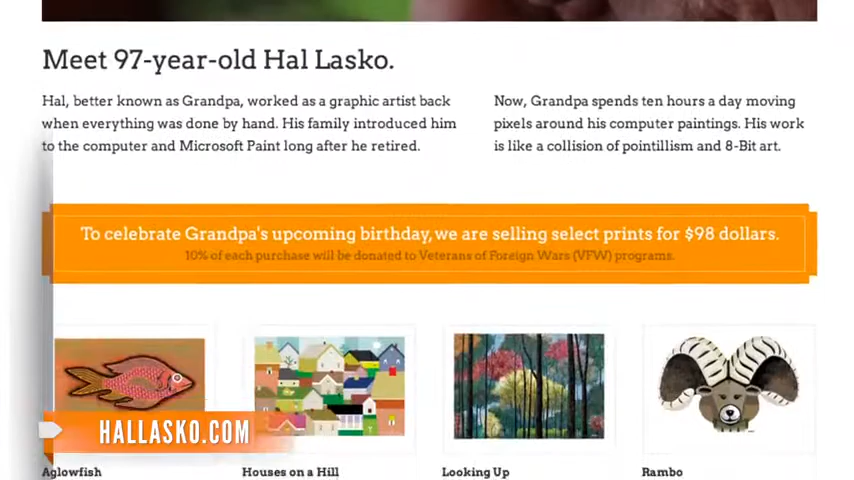 Meet 97-year-old Hal Lasko.
Hal, better known as Grandpa, worked as a graphic artist back
when everything was done by hand. His family introduced him
to the computer and Microsoft Paint long after he retired.
Now, Grandpa spends ten hours a day moving
pixels around his computer paintings. His work
is like a collision of pointillism and 8-Bit art.
To celebrate Grandpa's upcoming birthday, we are selling select prints for $98 dollars.
10% of each purchase will be donated to Veterans of Foreign Wars (VFW) programs.
HALLASKO.COM
Aglowfish
Houses on a Hill
Looking Up
Rambo